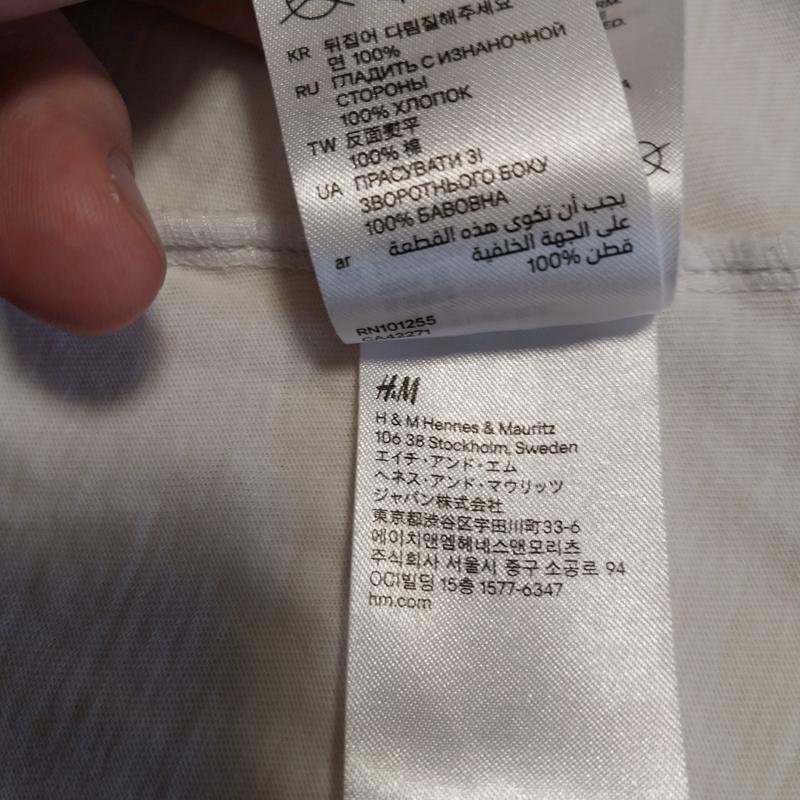 KR 뒤집어 다림질해주세요
면 100%
RU ГЛАДИТЬ С ИЗНАНОЧНОЙ
СТОРОНЫ
100% ХЛОПОК
TW 反面熨平
100% 棉
UA ПРАСУВАТИ ЗІ
ЗВОРОТНЬОГО БОКУ
100% БАВОВНА
ar يجب أن تكوى هذه القطعة
على الجهة الخلفية
قطن %100
RN101255
CA42271
H&M
H & M Hennes & Mauritz
106 38 Stockholm, Sweden
エイチ・アンド・エム
ヘネス・アンド・マウリッツ
ジャパン株式会社
東京都渋谷区宇田川町33-6
에이치앤엠헤네스앤모리츠
주식회사 서울시 중구 소공로 94
OCI빌딩 15층 1577-6347
hm.com